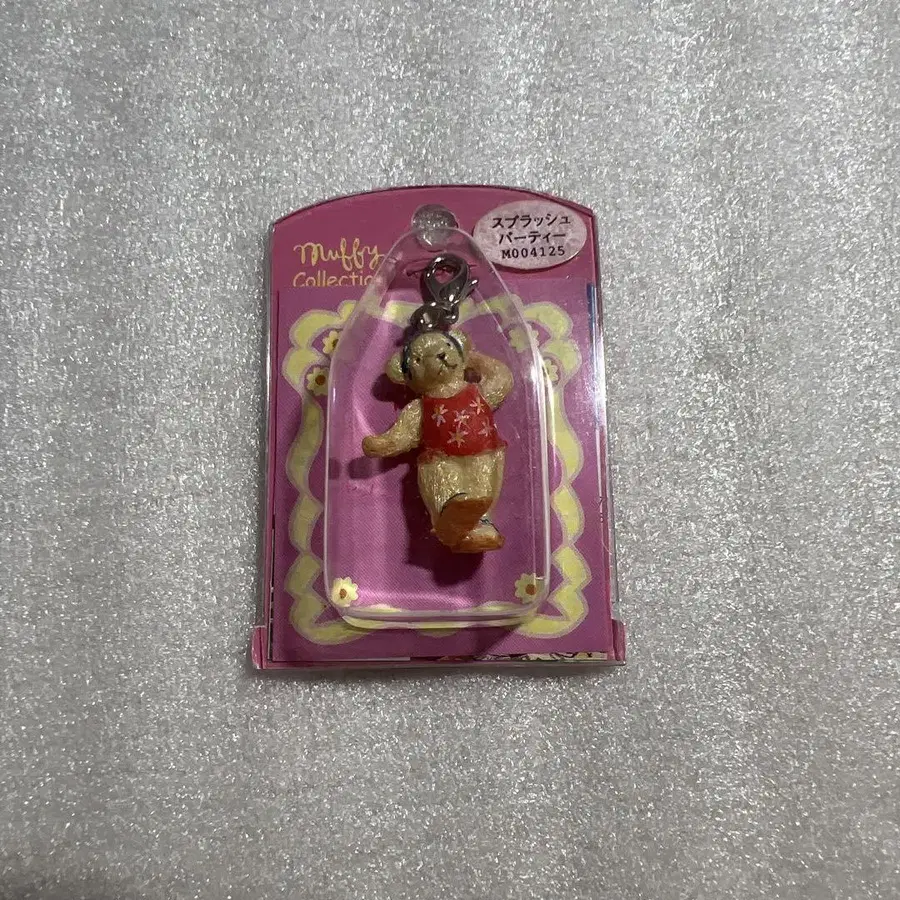 muffy
Collectio
スプラッシュ
パーティー
M004125